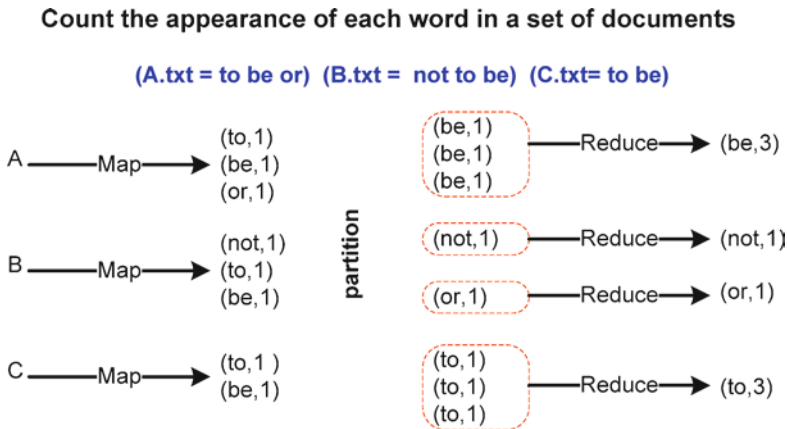 Count the appearance of each word in a set of documents
(A.txt = to be or) (B.txt = not to be) (C.txt= to be)
A Map
(to,1)
(be,1)
(or,1)
B Map
(not,1)
(to,1)
(be,1)
C Map
(to,1 )
(be,1)
partition
(be,1)
(be,1)
(be,1)
Reduce (be,3)
(not,1) Reduce (not,1)
(or,1) Reduce (or,1)
(to,1)
(to,1)
(to,1)
Reduce (to,3)